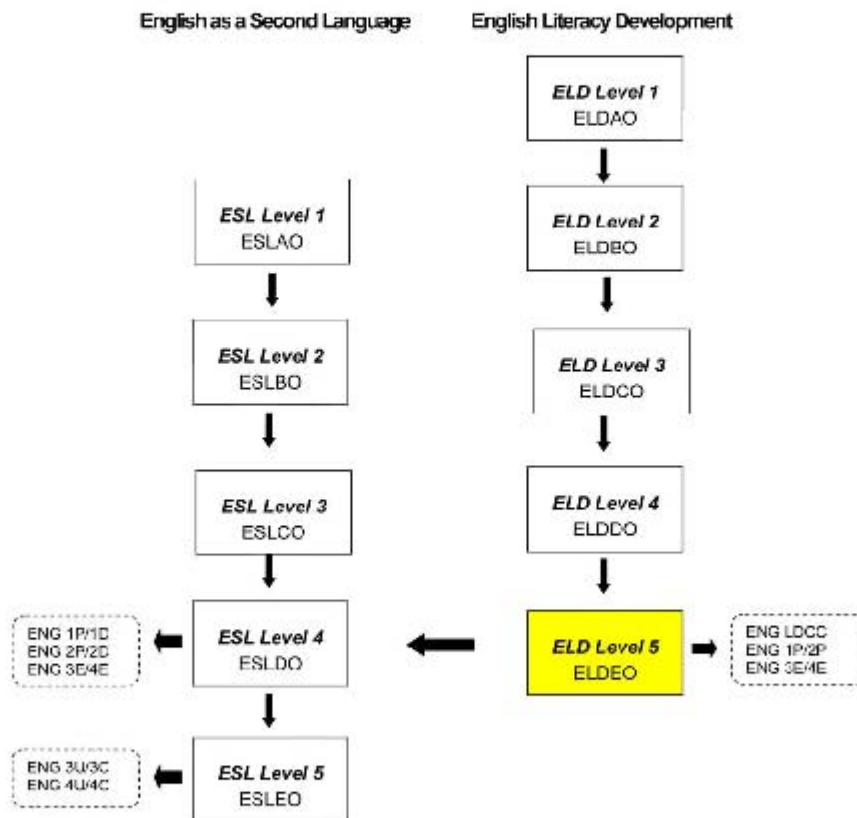 English as a Second Language
English Literacy Development
ELD Level 1
ELDAO
ESL Level 1
ESLAO
ELD Level 2
ELDBO
ESL Level 2
ESLBO
ELD Level 3
ELDCO
ESL Level 3
ESLCO
ELD Level 4
ELDDO
ENG 1P/1D
ENG 2P/2D
ENG 3E/4E
ESL Level 4
ESLDO
ELD Level 5
ELDEO
ENG LDCC
ENG 1P/2P
ENG 3E/4E
ENG 3U/3C
ENG 4U/4C
ESL Level 5
ESLEO